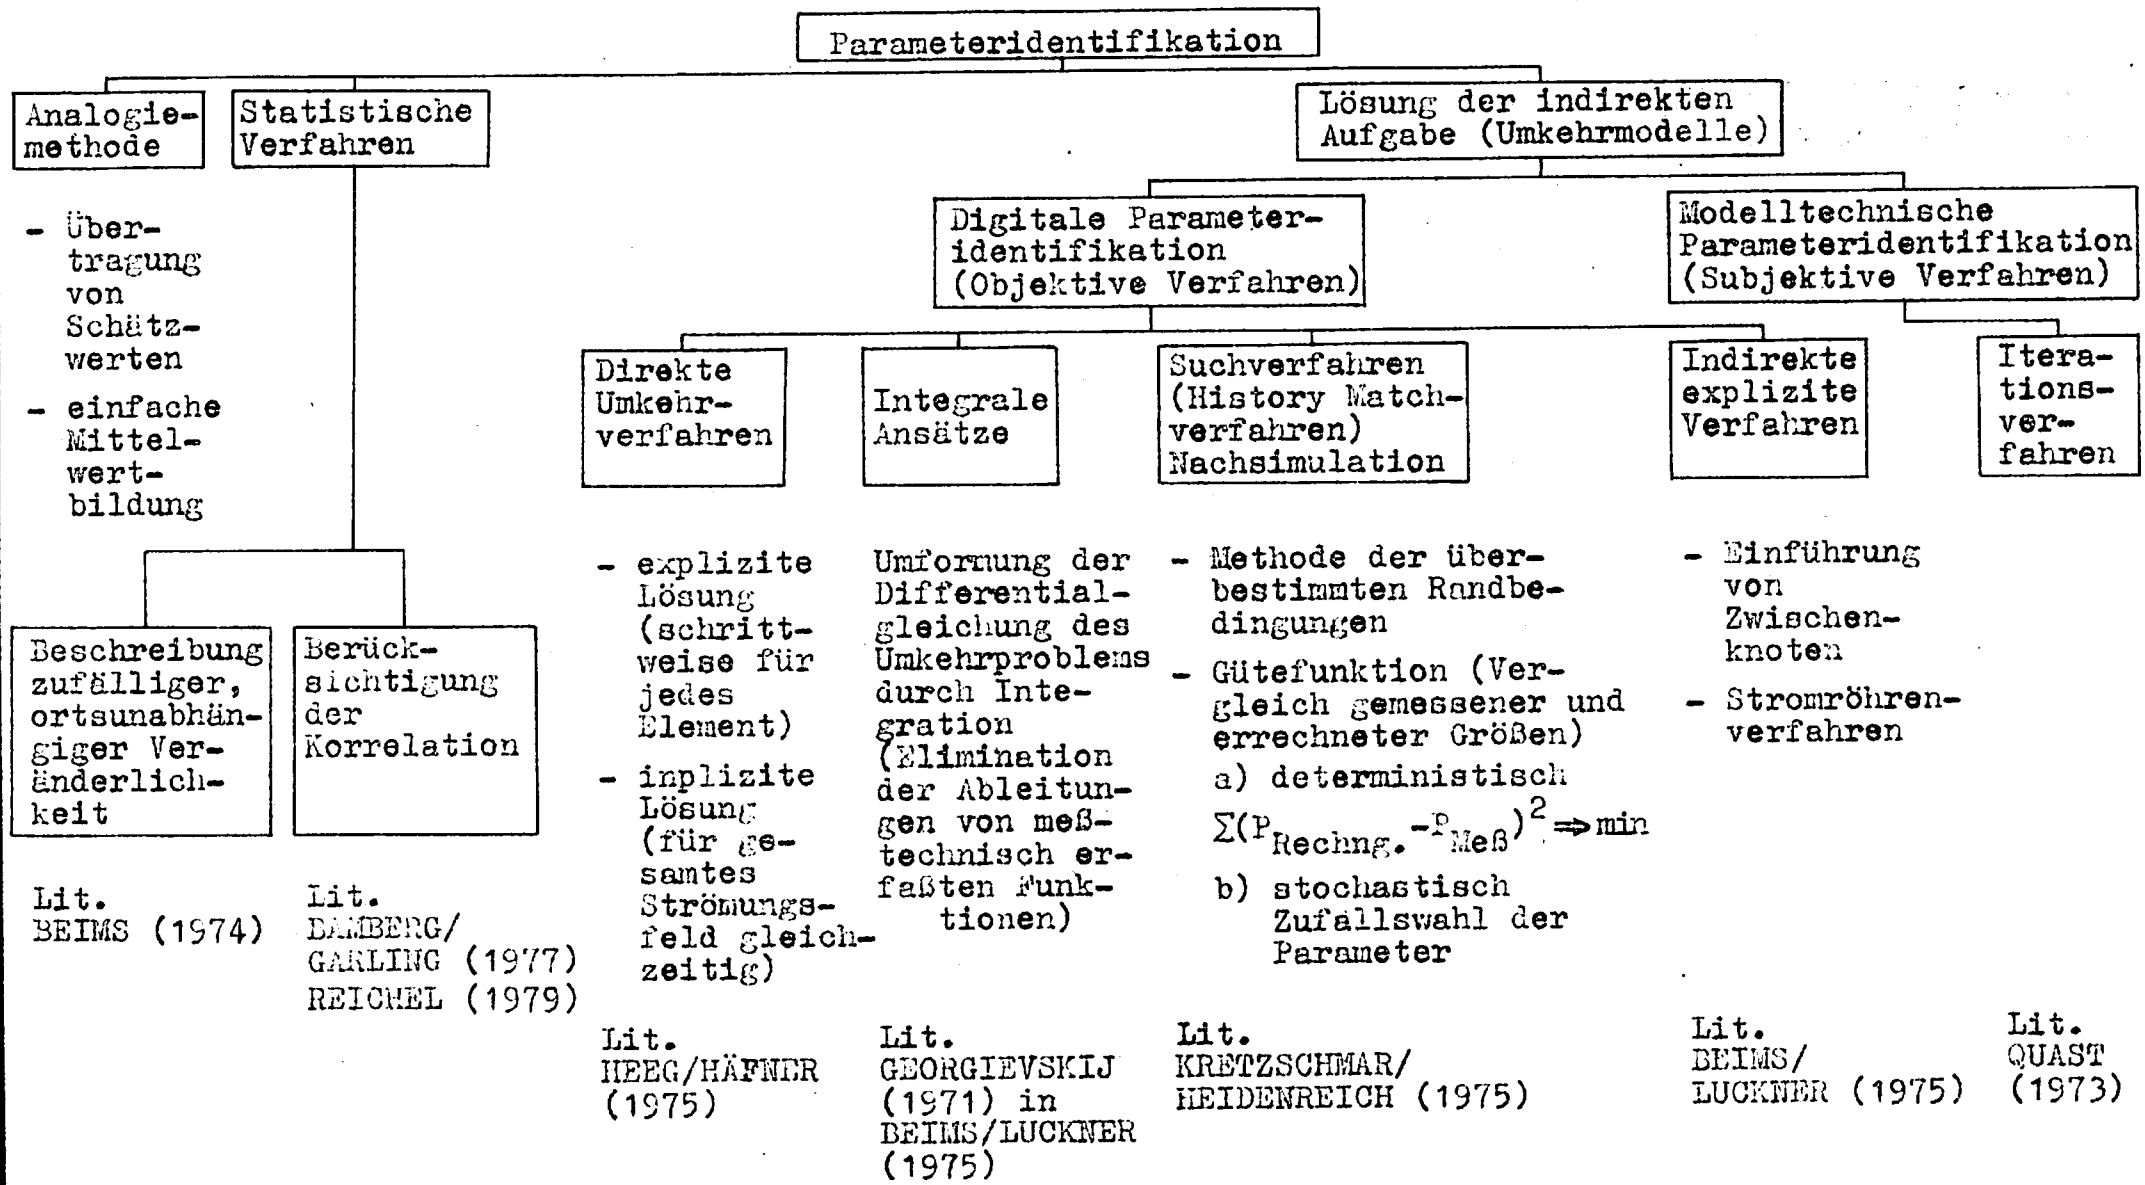 Parameteridentifikation
Analogie-
methode
Statistische
Verfahren
Lösung der indirekten
Aufgabe (Umkehrmodelle)
- Über-
tragung
von
Schätz-
werten
- einfache
Mittel-
wert-
bildung
Digitale Parameter-
identifikation
(Objektive Verfahren)
Modelltechnische
Parameteridentifikation
(Subjektive Verfahren)
Direkte
Umkehr-
verfahren
Integrale
Ansätze
Suchverfahren
(History Match-
verfahren)
Nachsimulation
Indirekte
explizite
Verfahren
Itera-
tions-
ver-
fahren
Beschreibung
zufälliger,
ortsunabhän-
giger Ver-
änderlich-
keit
Berück-
sichtigung
der
Korrelation
- explizite
Lösung
(schritt-
weise für
jedes
Element)
- inplizite
Lösung
(für ge-
samtes
Strömungs-
feld gleich-
zeitig)
Umformung der
Differential-
gleichung des
Umkehrproblems
durch Inte-
gration
(Elimination
der Ableitun-
gen von meß-
technisch er-
faßten Funk-
tionen)
- Methode der über-
bestimmten Randbe-
dingungen
- Gütefunktion (Ver-
gleich gemessener und
errechneter Größen)
a) deterministisch
Σ(P_Rechng. -P_Meß)² ⇒ min
b) stochastisch
Zufallswahl der
Parameter
- Einführung
von
Zwischen-
knoten
- Stromröhren-
verfahren
Lit.
BEIMS (1974)
Lit.
BAMBERG/
GARLING (1977)
REICHEL (1979)
Lit.
HEEG/HÄFNER
(1975)
Lit.
GEORGIEVSKIJ
(1971) in
BEIMS/LUCKNER
(1975)
Lit.
KRETZSCHMAR/
HEIDENREICH (1975)
Lit.
BEIMS/
LUCKNER (1975)
Lit.
QUAST
(1973)